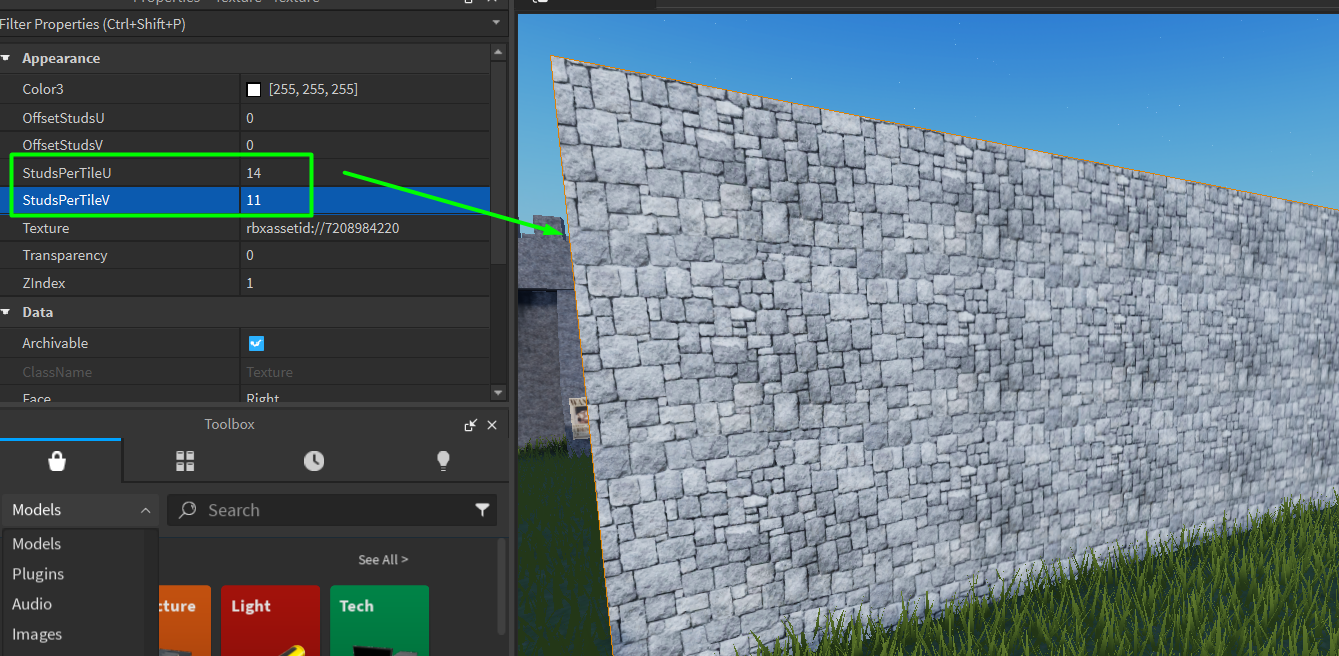 Properties - Texture "Texture"
Filter Properties (Ctrl+Shift+P)
Appearance
Color3 [255, 255, 255]
OffsetStudsU 0
OffsetStudsV 0
StudsPerTileU 14
StudsPerTileV 11
Texture rbxassetid://7208984220
Transparency 0
ZIndex 1
Data
Archivable
ClassName Texture
Face Right
Toolbox
Models Search
Models
Plugins
Audio
Images
See All >
cture Light Tech
WAN